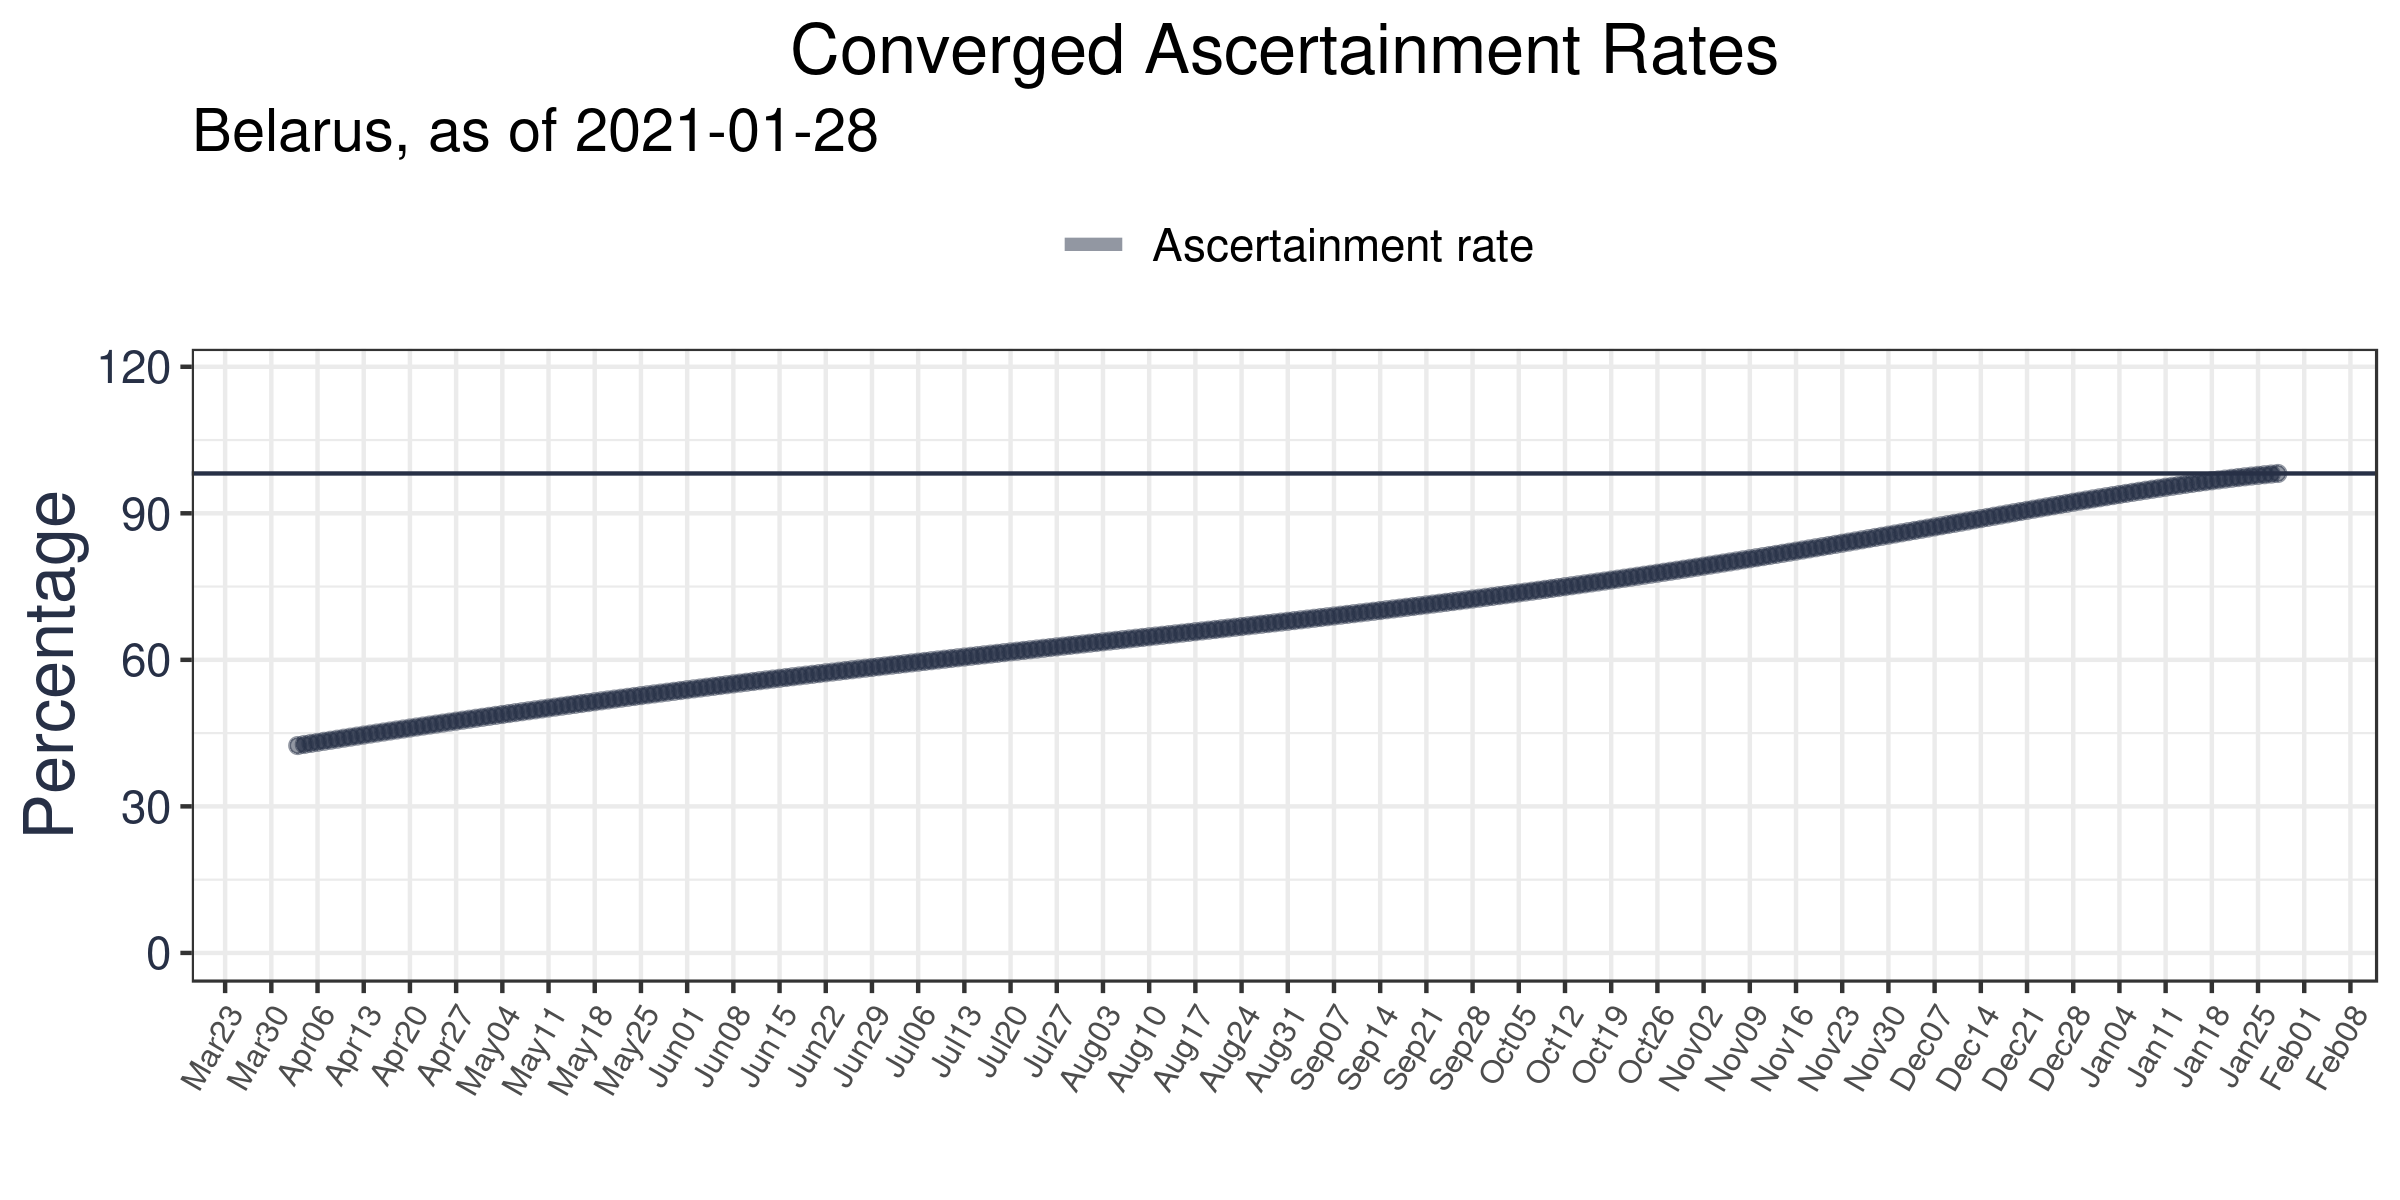 Converged Ascertainment Rates
Belarus, as of 2021-01-28
Ascertainment rate
Percentage
120
90
60
30
0
Mar23 Mar30 Apr06 Apr13 Apr20 Apr27 May04 May11 May18 May25 Jun01 Jun08 Jun15 Jun22 Jun29 Jul06 Jul13 Jul20 Jul27 Aug03 Aug10 Aug17 Aug24 Aug31 Sep07 Sep14 Sep21 Sep28 Oct05 Oct12 Oct19 Oct26 Nov02 Nov09 Nov16 Nov23 Nov30 Dec07 Dec14 Dec21 Dec28 Jan04 Jan11 Jan18 Jan25 Feb01 Feb08